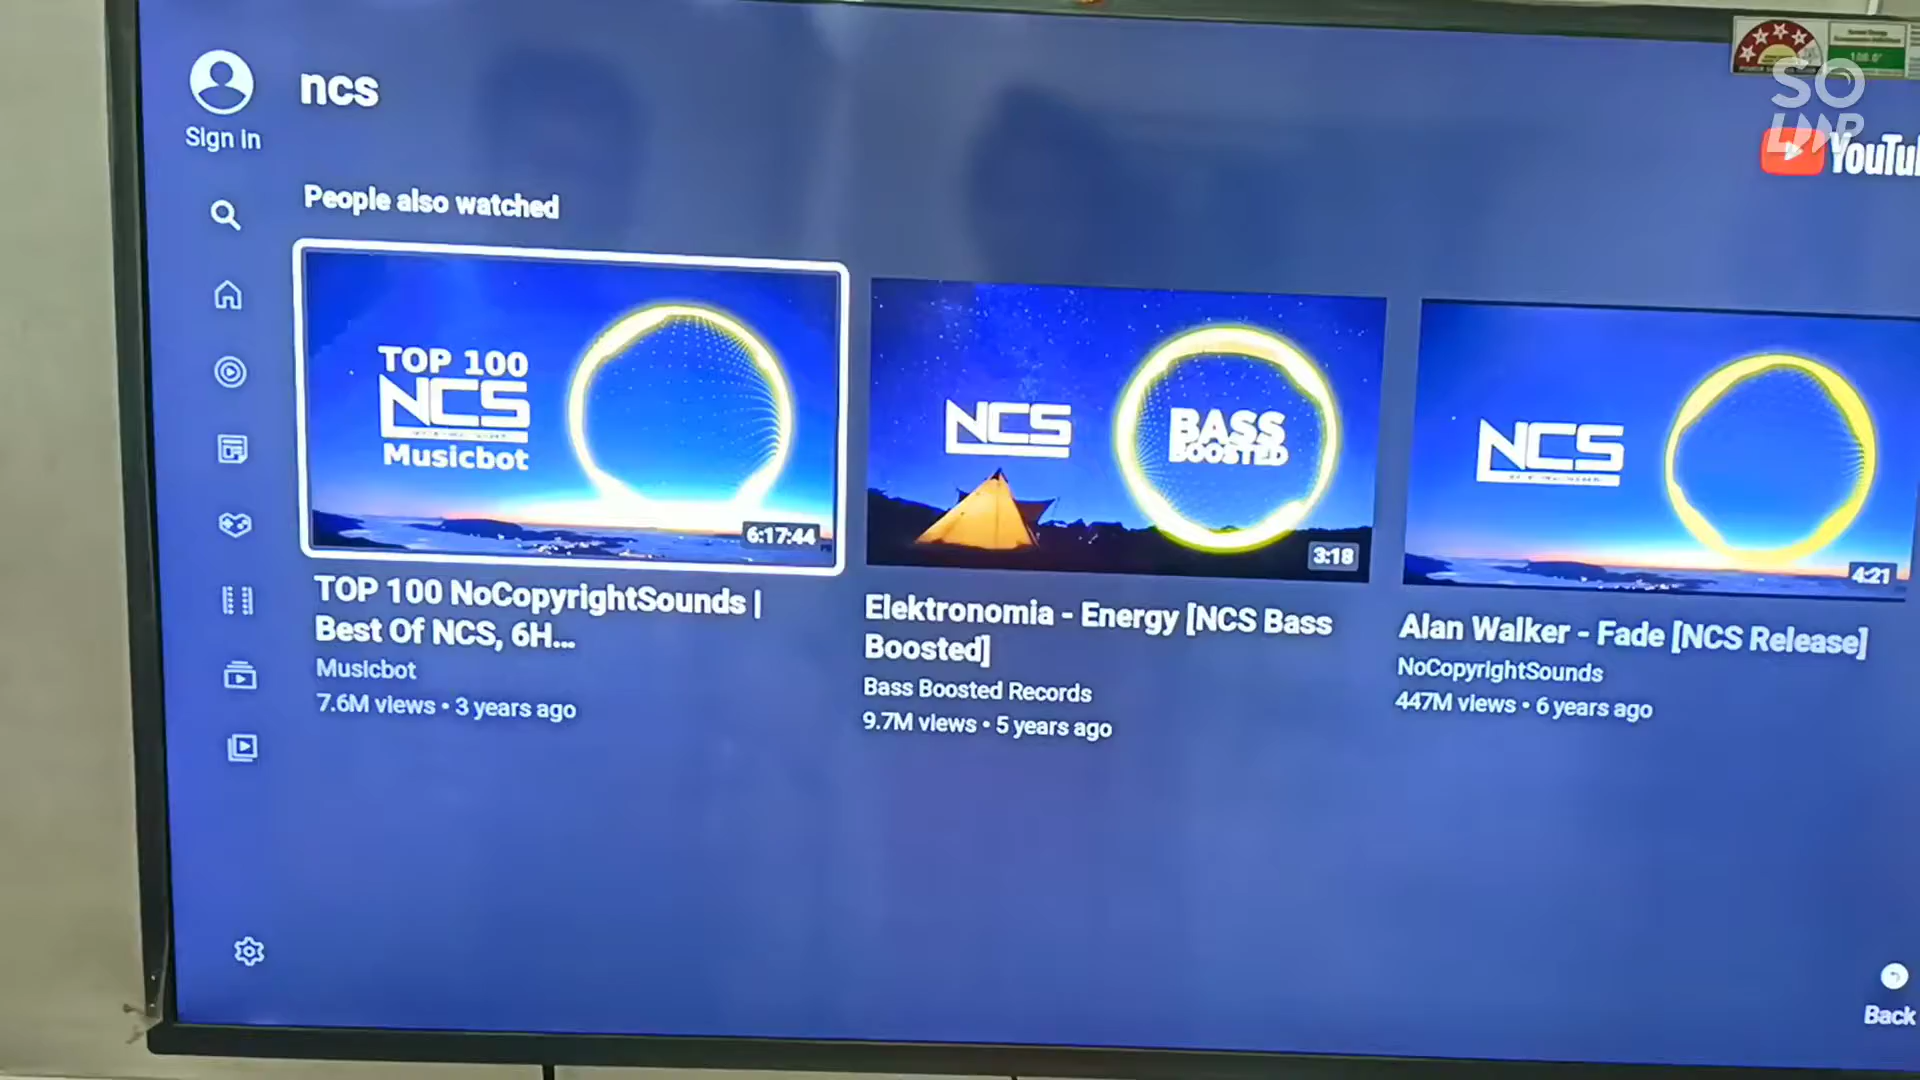 ncs
Sign in
SO
YouTu
People also watched
TOP 100
NCS
Musicbot
6:17:44
NCS
BASS
BOOSTED
3:18
NCS
4:21
TOP 100 NoCopyrightSounds |
Best Of NCS, 6H...
Musicbot
7.6M views • 3 years ago
Elektronomia - Energy [NCS Bass
Boosted]
Bass Boosted Records
9.7M views • 5 years ago
Alan Walker - Fade [NCS Release]
NoCopyrightSounds
447M views • 6 years ago
Back